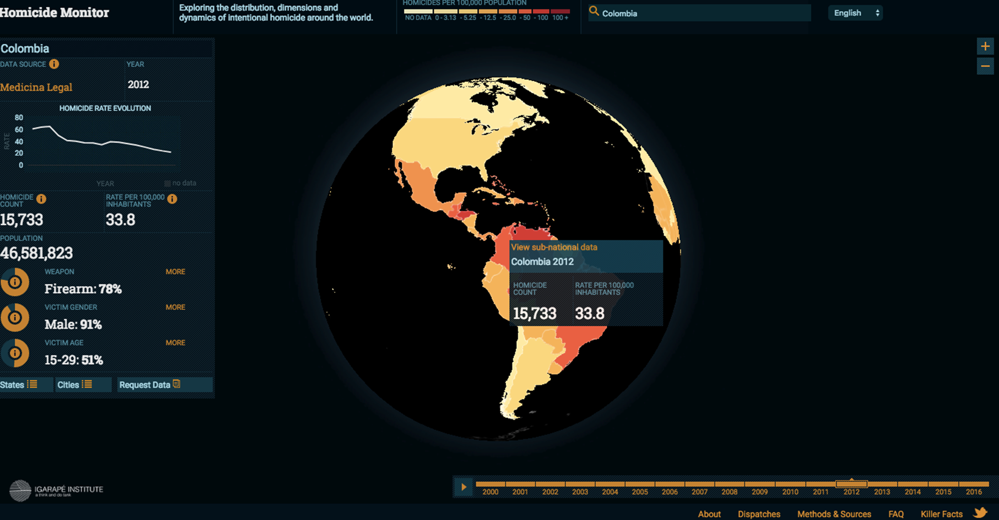 Homicide Monitor
Exploring the distribution, dimensions and
dynamics of intentional homicide around the world.
HOMICIDES PER 100,000 POPULATION
NO DATA 0 - 3.13 - 5.25 - 12.5 - 25.0 - 50 - 100 100 +
Colombia
English
Colombia
DATA SOURCE i
YEAR
Medicina Legal
2012
HOMICIDE RATE EVOLUTION
80
60
40
20
0
RATE
YEAR
no data
HOMICIDE
COUNT
i
15,733
RATE PER 100,000
INHABITANTS
i
33.8
POPULATION
46,581,823
i
WEAPON
MORE
Firearm: 78%
i
VICTIM GENDER
MORE
Male: 91%
i
VICTIM AGE
MORE
15-29: 51%
States
Cities
Request Data
View sub-national data
Colombia 2012
HOMICIDE
COUNT
15,733
RATE PER 100,000
INHABITANTS
33.8
+
−
IGARAPÉ INSTITUTE
a think and do tank
2000 2001 2002 2003 2004 2005 2006 2007 2008 2009 2010 2011 2012 2013 2014 2015 2016
About Dispatches Methods & Sources FAQ Killer Facts